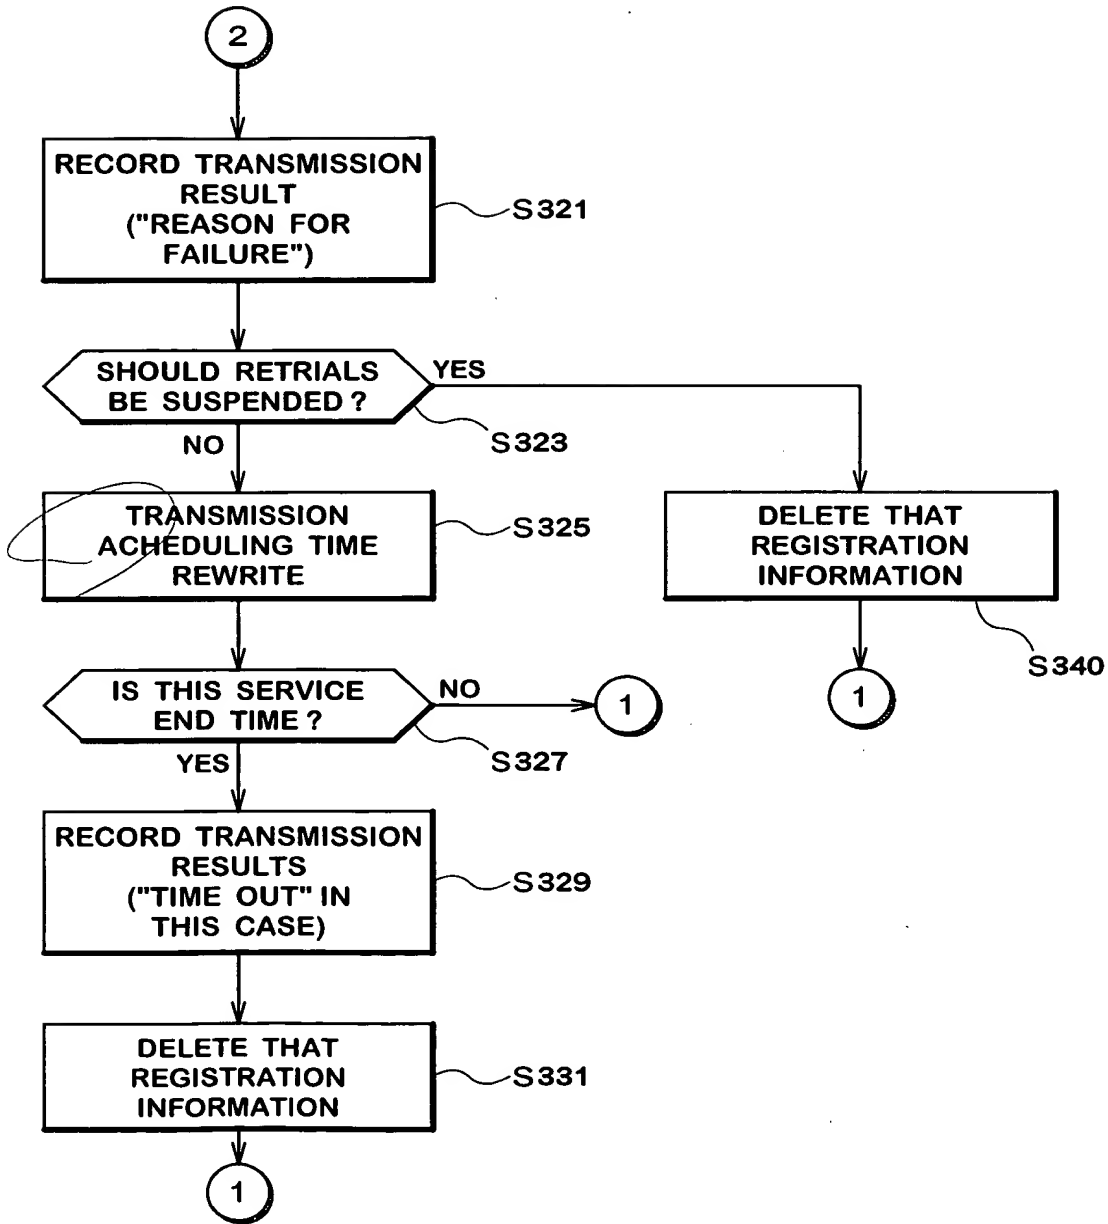 2
RECORD TRANSMISSION
RESULT
("REASON FOR
FAILURE")
S321
SHOULD RETRIALS
BE SUSPENDED ?
YES
S323
NO
TRANSMISSION
ACHEDULING TIME
REWRITE
S325
DELETE THAT
REGISTRATION
INFORMATION
S340
1
IS THIS SERVICE
END TIME ?
NO
1
S327
YES
RECORD TRANSMISSION
RESULTS
("TIME OUT" IN
THIS CASE)
S329
DELETE THAT
REGISTRATION
INFORMATION
S331
1